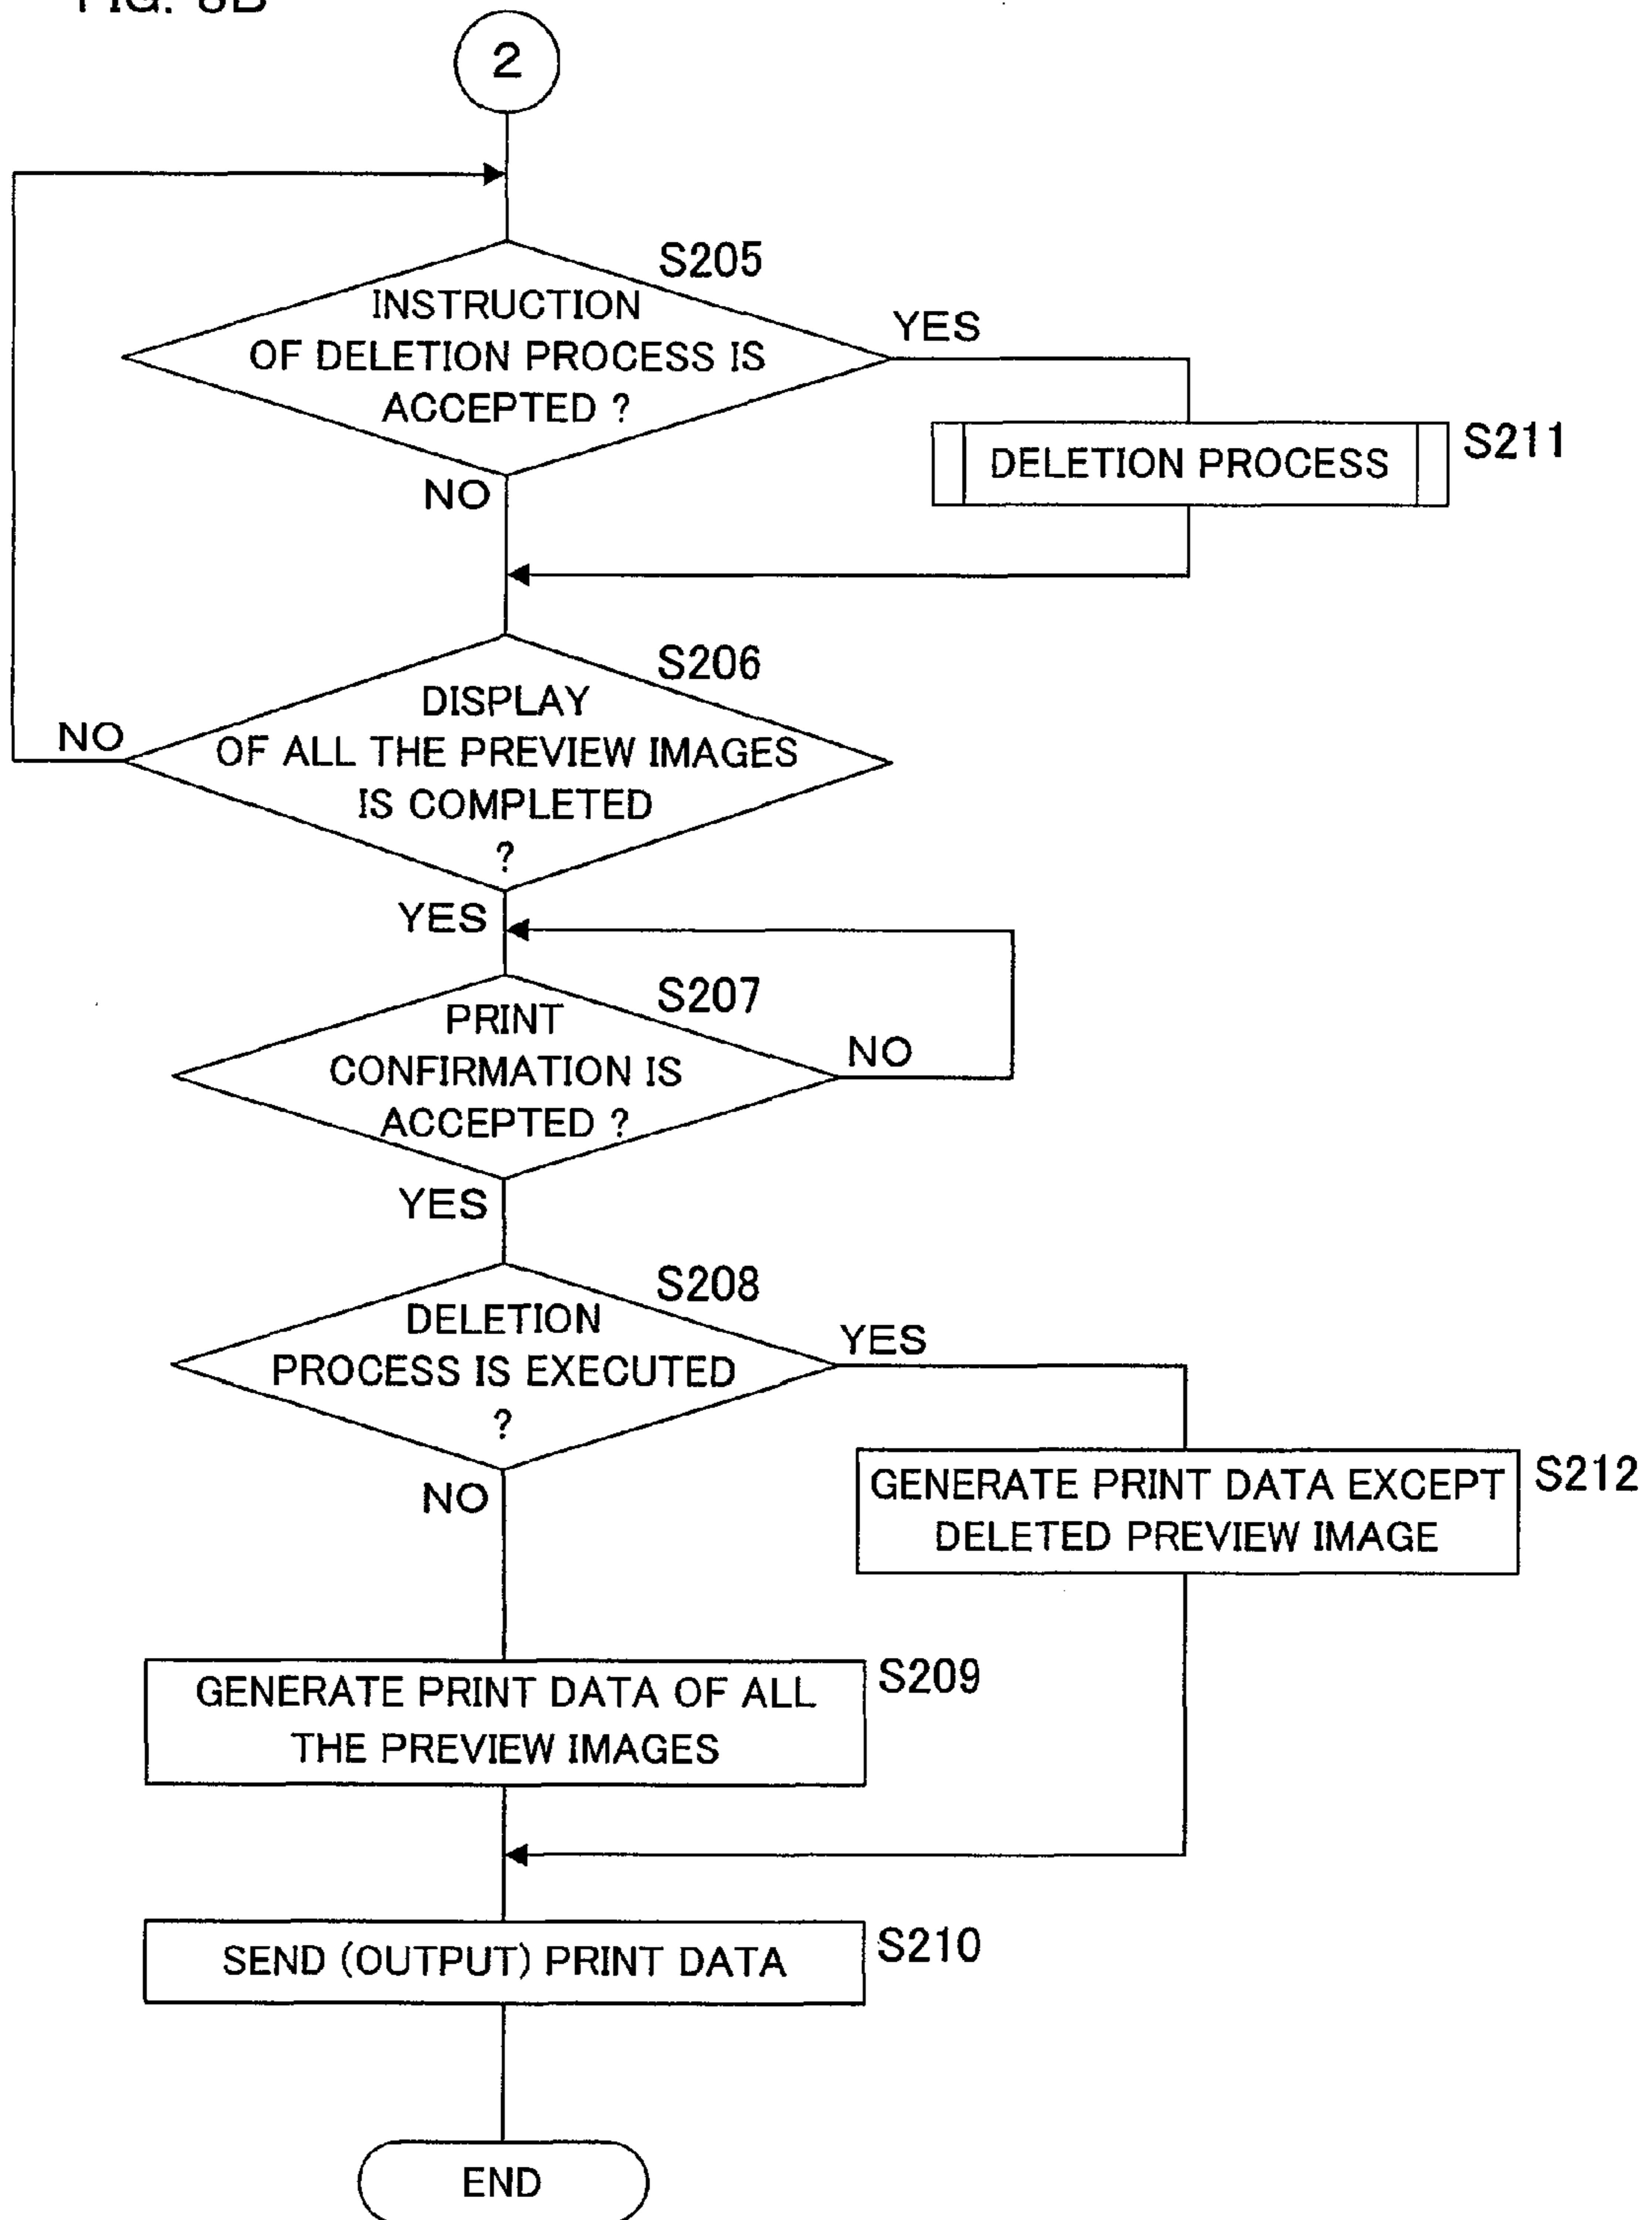 2
S205
INSTRUCTION
OF DELETION PROCESS IS
ACCEPTED ?
YES
DELETION PROCESS
S211
NO
S206
DISPLAY
OF ALL THE PREVIEW IMAGES
IS COMPLETED
?
NO
YES
S207
PRINT
CONFIRMATION IS
ACCEPTED ?
NO
YES
S208
DELETION
PROCESS IS EXECUTED
?
YES
GENERATE PRINT DATA EXCEPT
DELETED PREVIEW IMAGE
S212
NO
GENERATE PRINT DATA OF ALL
THE PREVIEW IMAGES
S209
SEND (OUTPUT) PRINT DATA
S210
END